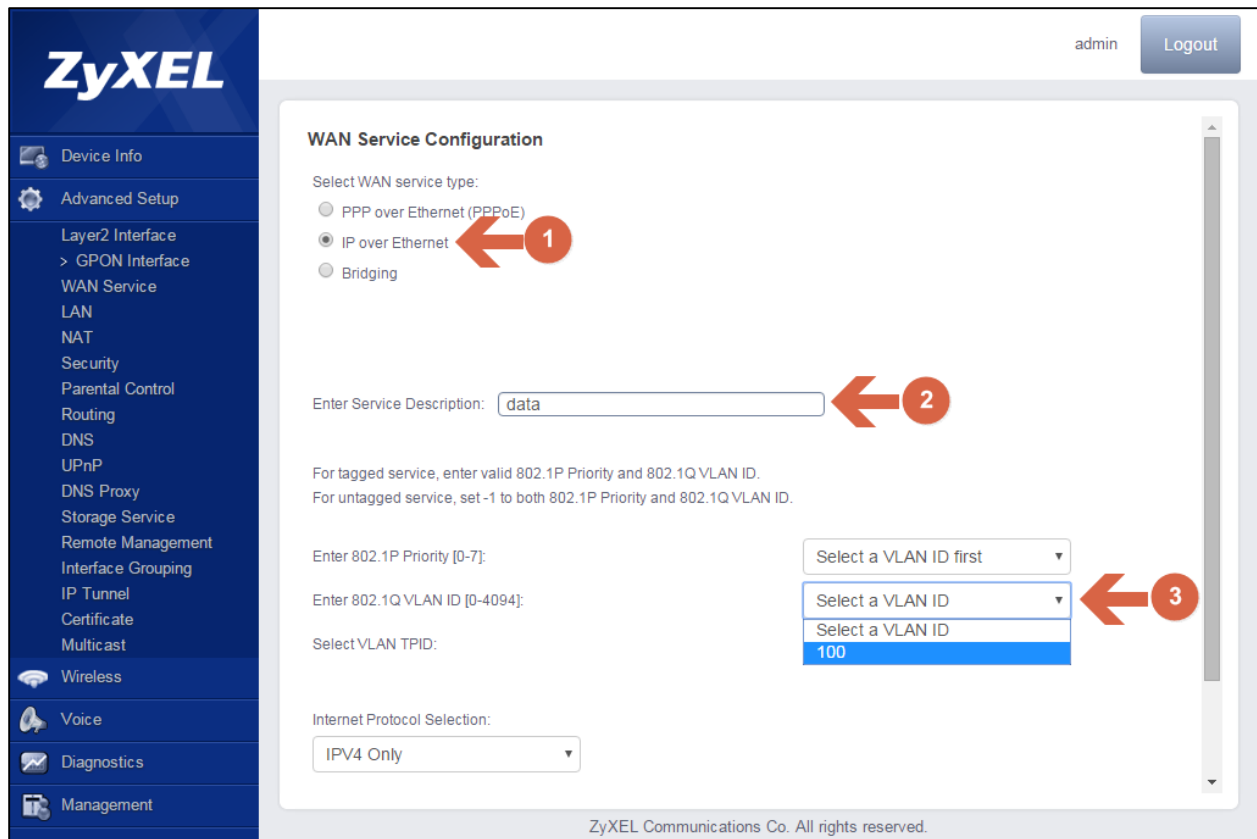 ZyXEL
admin
Logout
Device Info
Advanced Setup
Layer2 Interface
> GPON Interface
WAN Service
LAN
NAT
Security
Parental Control
Routing
DNS
UPnP
DNS Proxy
Storage Service
Remote Management
Interface Grouping
IP Tunnel
Certificate
Multicast
Wireless
Voice
Diagnostics
Management
WAN Service Configuration
Select WAN service type:
PPP over Ethernet (PPPoE)
IP over Ethernet
1
Bridging
Enter Service Description: data
2
For tagged service, enter valid 802.1P Priority and 802.1Q VLAN ID.
For untagged service, set -1 to both 802.1P Priority and 802.1Q VLAN ID.
Enter 802.1P Priority [0-7]: Select a VLAN ID first
Enter 802.1Q VLAN ID [0-4094]: Select a VLAN ID
3
Select a VLAN ID
Select VLAN TPID: 100
Internet Protocol Selection:
IPV4 Only
ZyXEL Communications Co. All rights reserved.